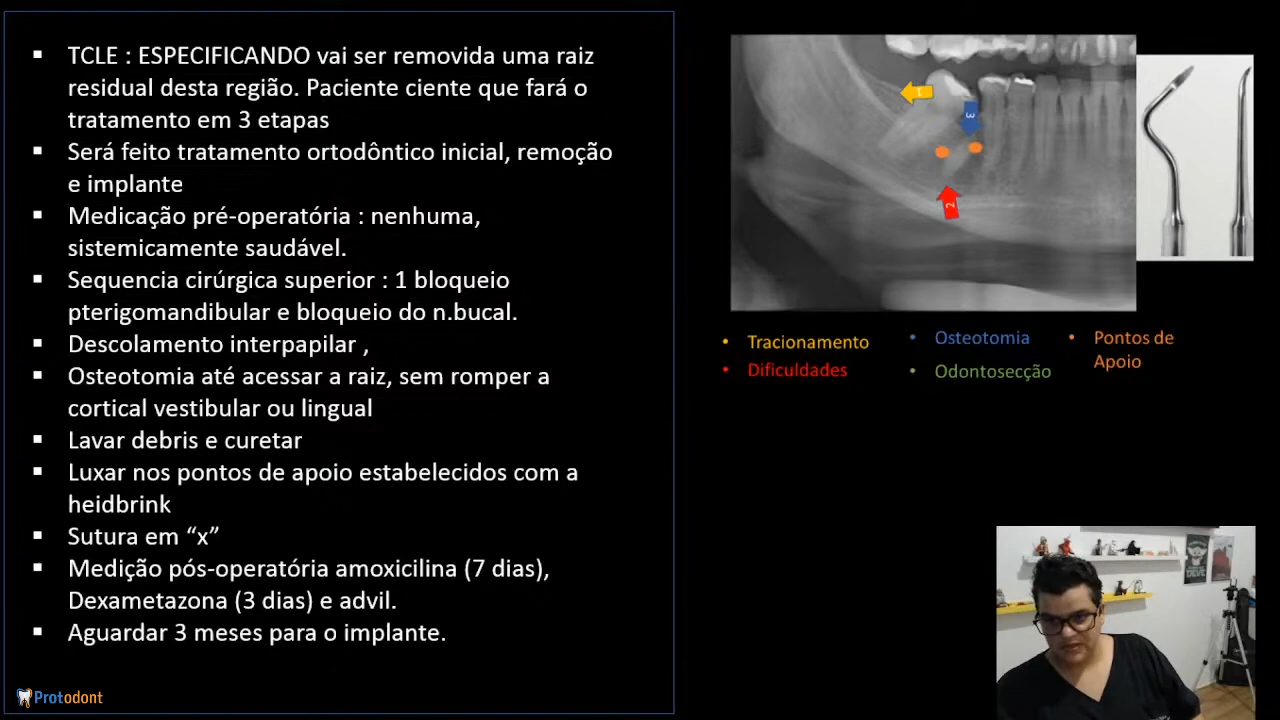 TCLE : ESPECIFICANDO vai ser removida uma raiz
residual desta região. Paciente ciente que fará o
tratamento em 3 etapas
Será feito tratamento ortodôntico inicial, remoção
e implante
Medicação pré-operatória : nenhuma,
sistemicamente saudável.
Sequencia cirúrgica superior : 1 bloqueio
pterigomandibular e bloqueio do n.bucal.
Descolamento interpapilar ,
Osteotomia até acessar a raiz, sem romper a
cortical vestibular ou lingual
Lavar debris e curetar
Luxar nos pontos de apoio estabelecidos com a
heidbrink
Sutura em “x”
Medição pós-operatória amoxicilina (7 dias),
Dexametazona (3 dias) e advil.
Aguardar 3 meses para o implante.
Protodont
1
3
2
Tracionamento
Dificuldades
Osteotomia
Odontosecção
Pontos de
Apoio